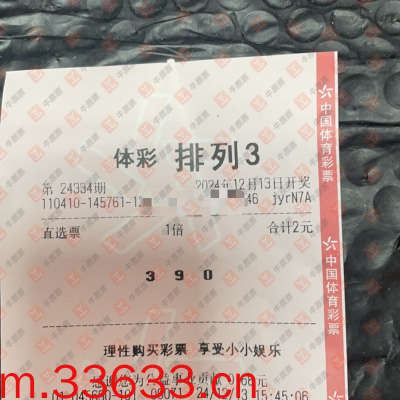 体彩 排列3
第 24334期 2024年12月13日开奖
110410-145761-1 46 jyrN7A
直选票 1倍 合计2元
3 9 0
理性购买彩票 享受小小娱乐
m.33633.cn
15:45:06
中国体育彩票
中国体育彩票